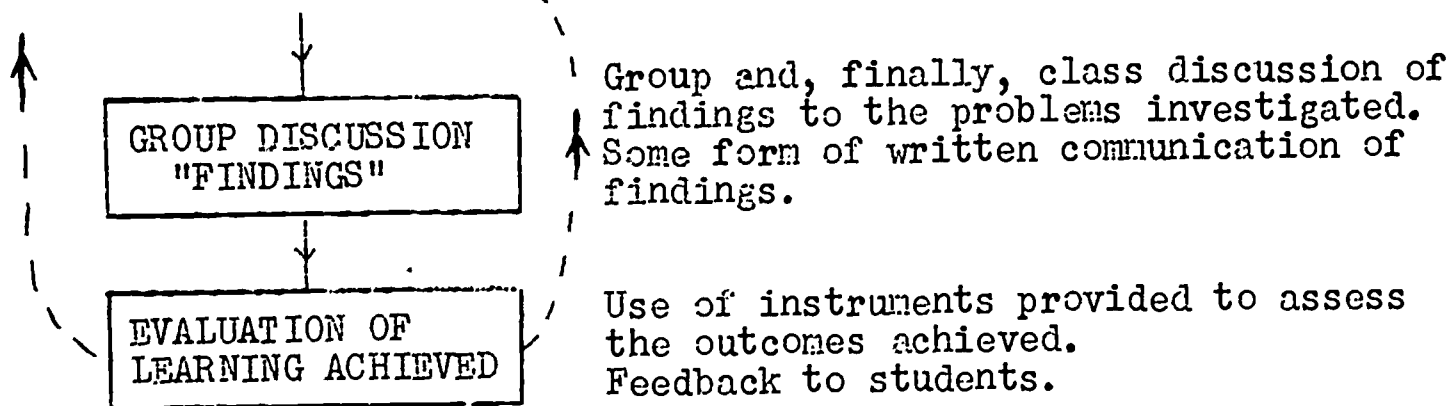 GROUP DISCUSSION
"FINDINGS"
Group and, finally, class discussion of
findings to the problems investigated.
Some form of written communication of
findings.
EVALUATION OF
LEARNING ACHIEVED
Use of instruments provided to assess
the outcomes achieved.
Feedback to students.